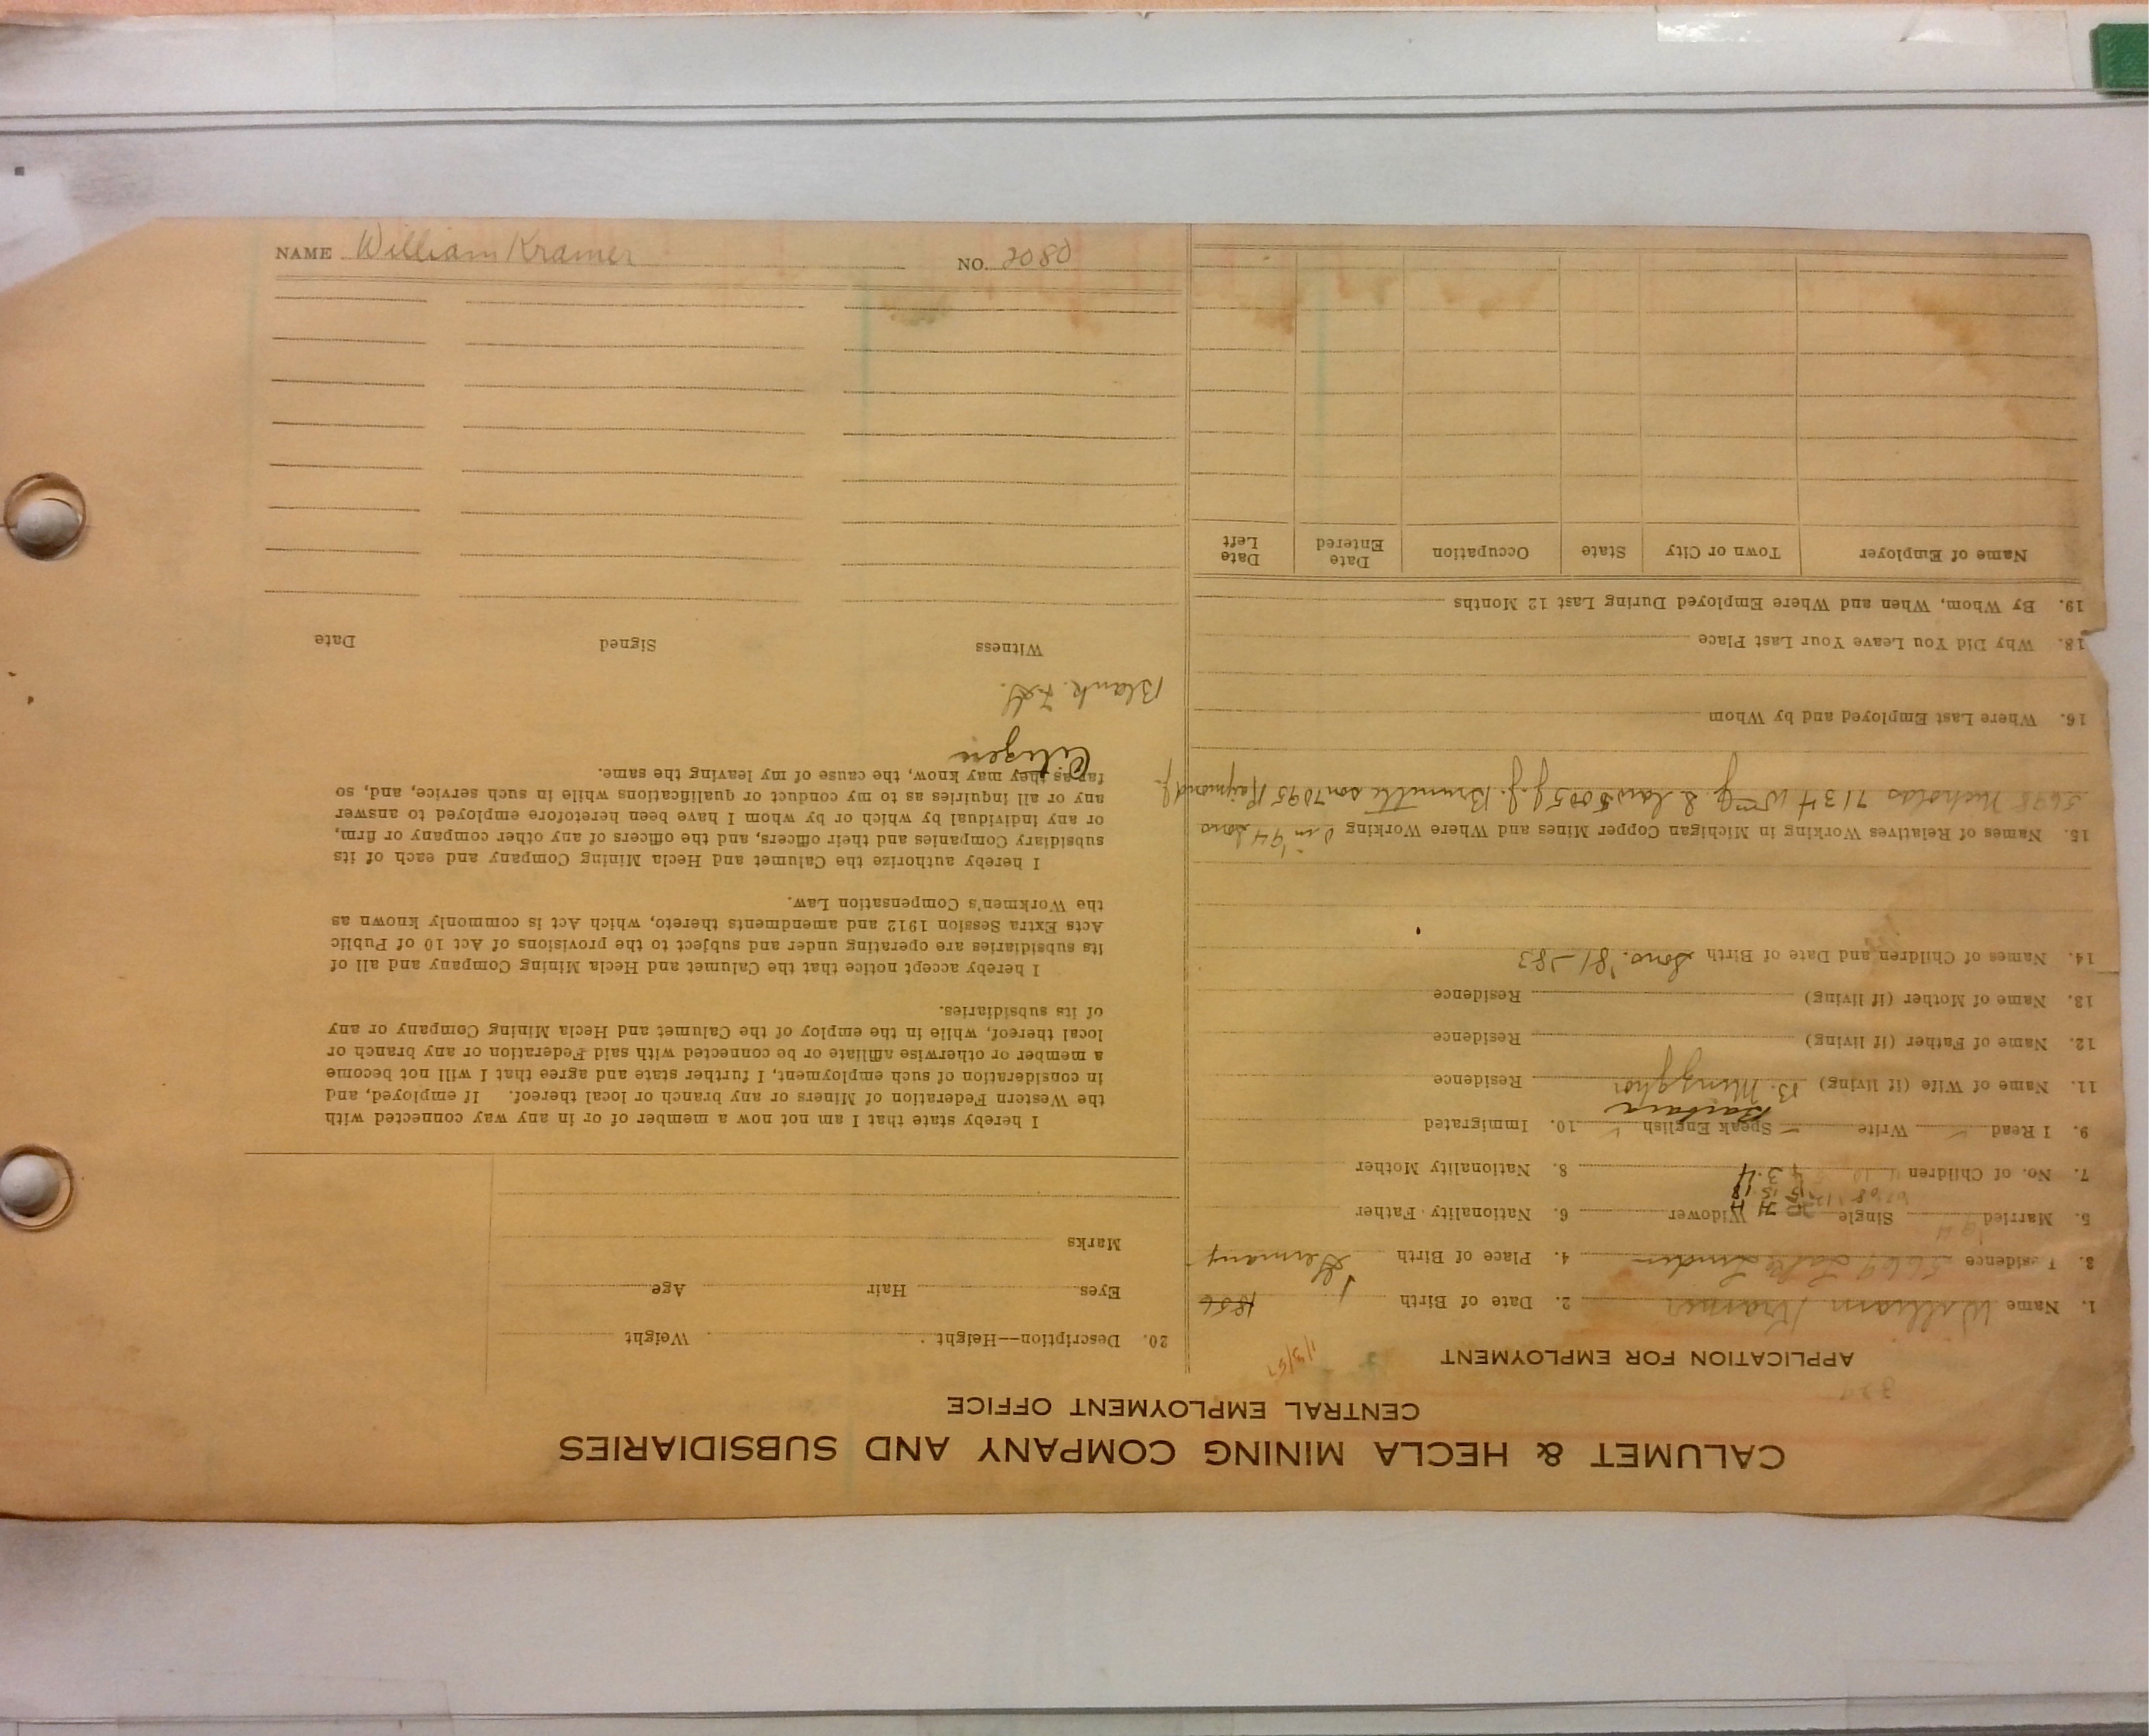 NAME William Kramer NO. 2080
CALUMET & HECLA MINING COMPANY AND SUBSIDIARIES
CENTRAL EMPLOYMENT OFFICE
APPLICATION FOR EMPLOYMENT
1. Name William Kramer 2. Date of Birth 1856
3. Residence Lake Linden 4. Place of Birth Germany
5. Married Single Widower 6. Nationality Father
7. No. of Children 8. Nationality Mother
9. I Read Write Speak English 10. Immigrated
Barbara
11. Name of Wife (if living) Residence
12. Name of Father (if living) Residence
13. Name of Mother (if living) Residence
14. Names of Children and Date of Birth Sons. '81-'83
15. Names of Relatives Working in Michigan Copper Mines and Where Working
5698 Nicholas 7134 son 7095 Raymond J.
16. Where Last Employed and by Whom
18. Why Did You Leave Your Last Place
19. By Whom, When and Where Employed During Last 12 Months
Name of Employer Town or City State Occupation Date Entered Date Left
20. Description—Height Weight
Eyes Hair Age
Marks
I hereby state that I am not now a member of or in any way connected with
the Western Federation of Miners or any branch or local thereof. If employed, and
in consideration of such employment, I further state and agree that I will not become
a member or otherwise affiliate or be connected with said Federation or any branch or
local thereof, while in the employ of the Calumet and Hecla Mining Company or any
of its subsidiaries.
I hereby accept notice that the Calumet and Hecla Mining Company and all of
its subsidiaries are operating under and subject to the provisions of Act 10 of Public
Acts Extra Session 1912 and amendments thereto, which Act is commonly known as
the Workmen's Compensation Law.
I hereby authorize the Calumet and Hecla Mining Company and each of its
subsidiary Companies and their officers, and the officers of any other company or firm,
or any individual by which or by whom I have been heretofore employed to answer
any or all inquiries as to my conduct or qualifications while in such service, and, so
far as they may know, the cause of my leaving the same.
Citizen
Blank.
Witness Signed Date